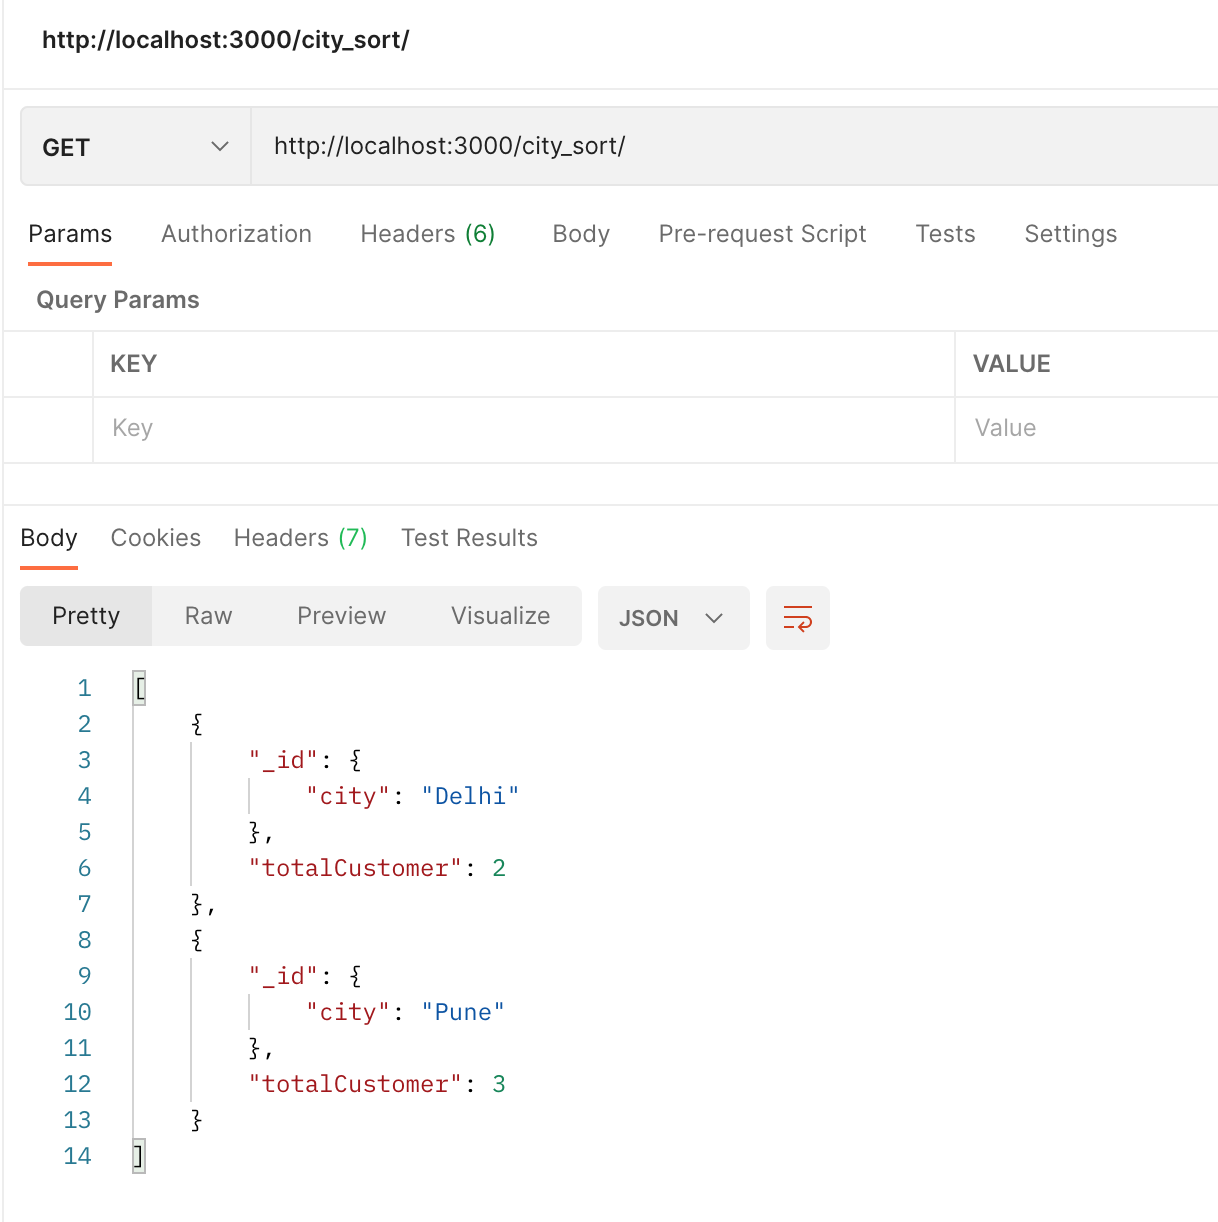 http://localhost:3000/city_sort/
GET http://localhost:3000/city_sort/
Params Authorization Headers (6) Body Pre-request Script Tests Settings
Query Params
KEY VALUE
Key Value
Body Cookies Headers (7) Test Results
Pretty Raw Preview Visualize JSON
1 [
2 {
3 "_id": {
4 "city": "Delhi"
5 },
6 "totalCustomer": 2
7 },
8 {
9 "_id": {
10 "city": "Pune"
11 },
12 "totalCustomer": 3
13 }
14 ]